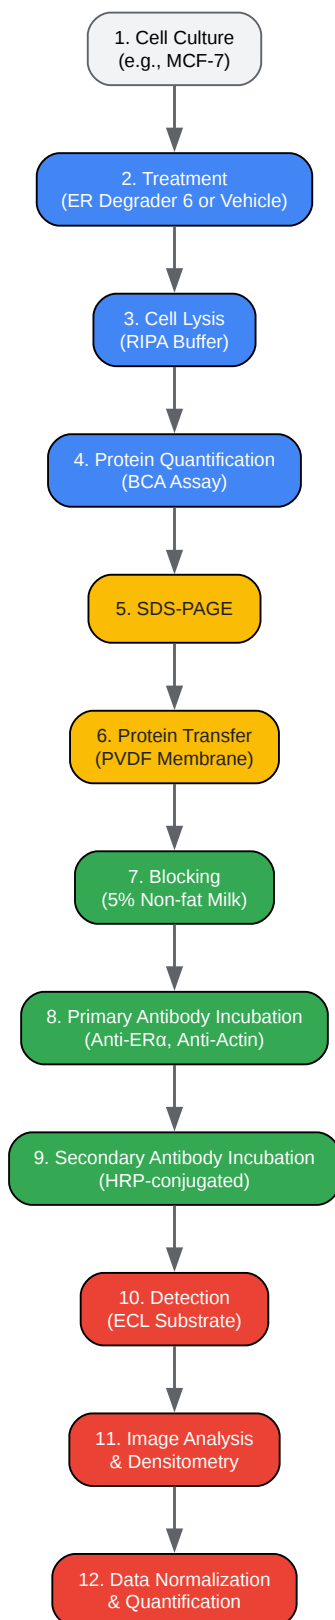 1. Cell Culture
(e.g., MCF-7)
2. Treatment
(ER Degrader 6 or Vehicle)
3. Cell Lysis
(RIPA Buffer)
4. Protein Quantification
(BCA Assay)
5. SDS-PAGE
6. Protein Transfer
(PVDF Membrane)
7. Blocking
(5% Non-fat Milk)
8. Primary Antibody Incubation
(Anti-ERα, Anti-Actin)
9. Secondary Antibody Incubation
(HRP-conjugated)
10. Detection
(ECL Substrate)
11. Image Analysis
& Densitometry
12. Data Normalization
& Quantification